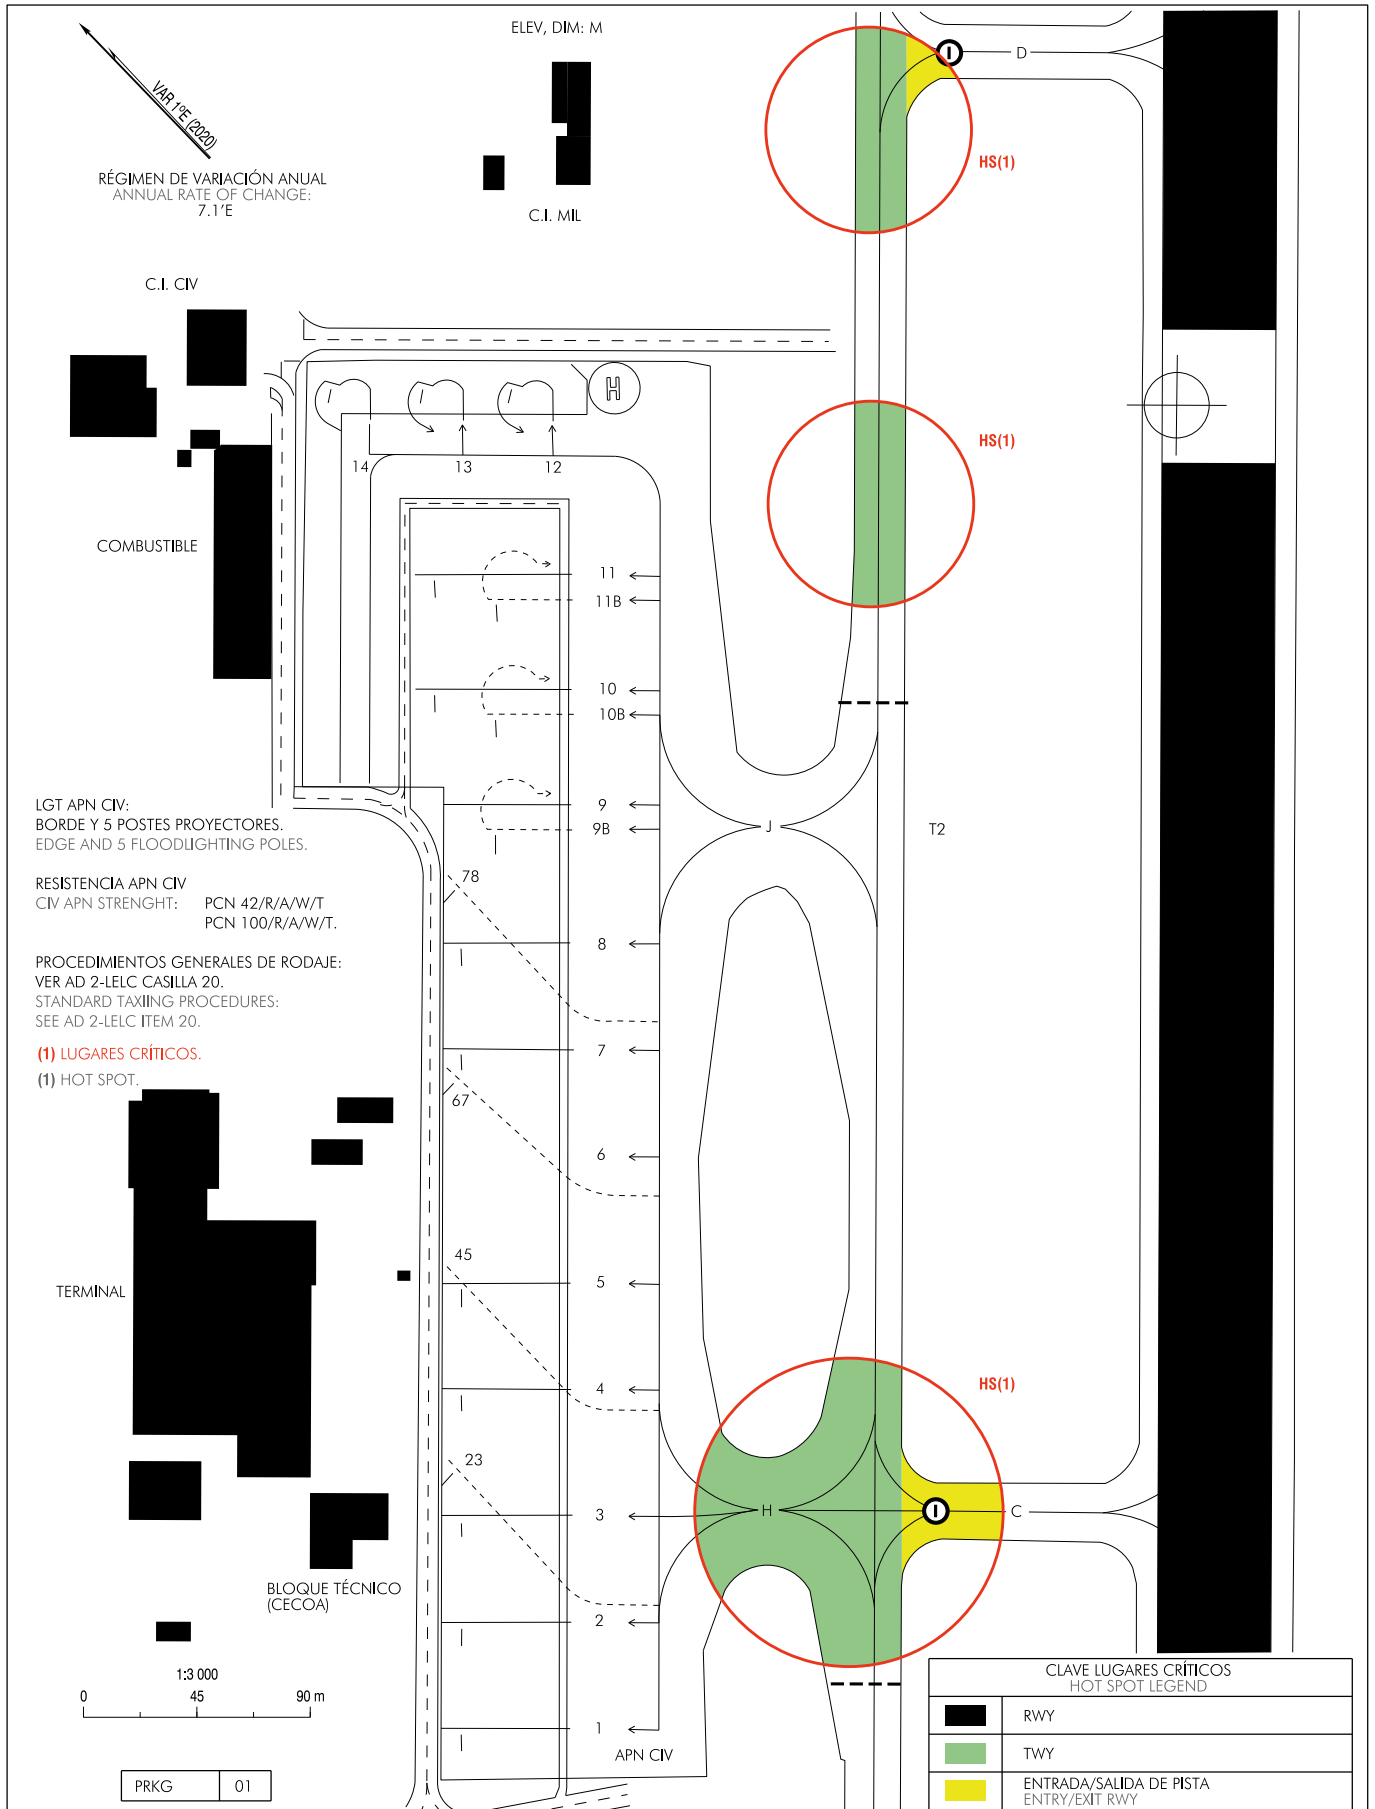 ELEV, DIM: M
VAR 1ºE (2020)
RÉGIMEN DE VARIACIÓN ANUAL
ANNUAL RATE OF CHANGE:
7.1'E
D
HS(1)
C.I. MIL
C.I. CIV
H
HS(1)
14
13
12
COMBUSTIBLE
11
11B
10
10B
9
9B
J
T2
LGT APN CIV:
BORDE Y 5 POSTES PROYECTORES.
EDGE AND 5 FLOODLIGHTING POLES.
RESISTENCIA APN CIV
CIV APN STRENGHT: PCN 42/R/A/W/T
PCN 100/R/A/W/T.
78
8
PROCEDIMIENTOS GENERALES DE RODAJE:
VER AD 2-LELC CASILLA 20.
STANDARD TAXIING PROCEDURES:
SEE AD 2-LELC ITEM 20.
(1) LUGARES CRÍTICOS.
(1) HOT SPOT.
7
67
6
45
5
TERMINAL
4
HS(1)
23
3
H
I
C
I
BLOQUE TÉCNICO
(CECOA)
2
1:3 000
0 45 90 m
1
APN CIV
PRKG 01
CLAVE LUGARES CRÍTICOS
HOT SPOT LEGEND
RWY
TWY
ENTRADA/SALIDA DE PISTA
ENTRY/EXIT RWY